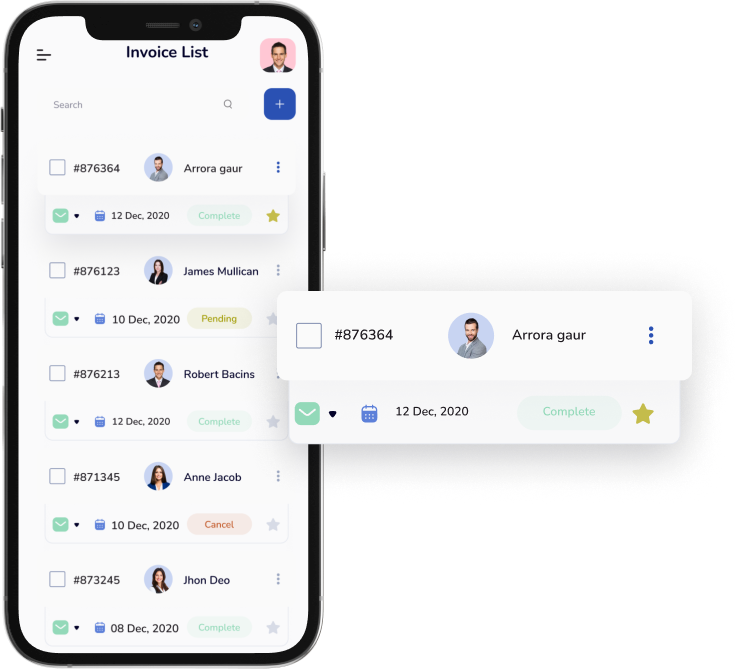 Invoice List
Search
#876364 Arrora gaur
12 Dec, 2020 Complete
#876123 James Mullican
10 Dec, 2020 Pending
#876213 Robert Bacins
12 Dec, 2020 Complete
#871345 Anne Jacob
10 Dec, 2020 Cancel
#873245 Jhon Deo
08 Dec, 2020 Complete
#876364 Arrora gaur
12 Dec, 2020 Complete